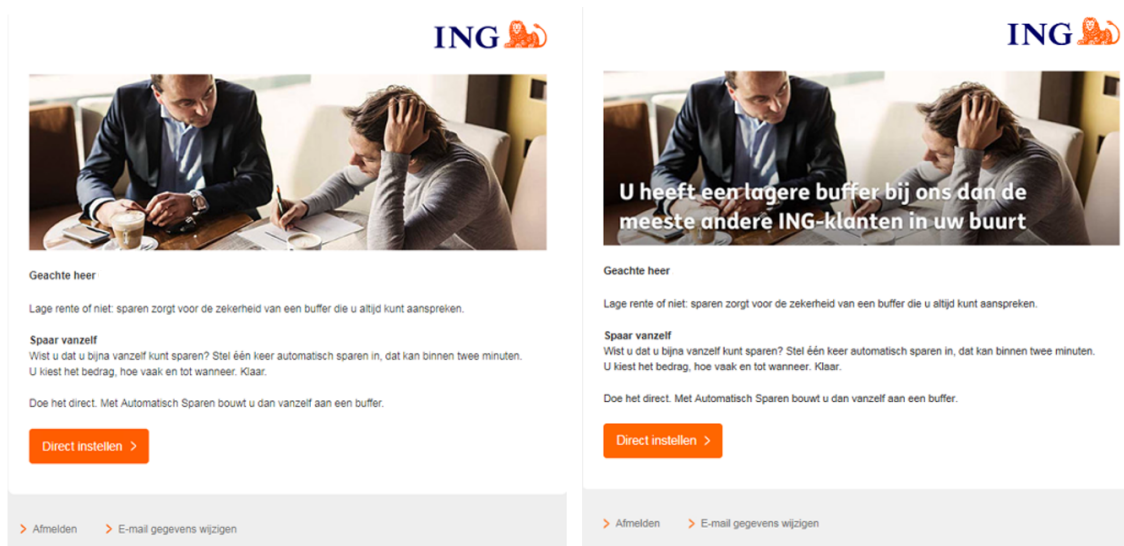 ING
Geachte heer
Lage rente of niet: sparen zorgt voor de zekerheid van een buffer die u altijd kunt aanspreken.
Spaar vanzelf
Wist u dat u bijna vanzelf kunt sparen? Stel één keer automatisch sparen in, dat kan binnen twee minuten.
U kiest het bedrag, hoe vaak en tot wanneer. Klaar.
Doe het direct. Met Automatisch Sparen bouwt u dan vanzelf aan een buffer.
Direct instellen >
> Afmelden > E-mail gegevens wijzigen
ING
U heeft een lagere buffer bij ons dan de
meeste andere ING-klanten in uw buurt
Geachte heer
Lage rente of niet: sparen zorgt voor de zekerheid van een buffer die u altijd kunt aanspreken.
Spaar vanzelf
Wist u dat u bijna vanzelf kunt sparen? Stel één keer automatisch sparen in, dat kan binnen twee minuten.
U kiest het bedrag, hoe vaak en tot wanneer. Klaar.
Doe het direct. Met Automatisch Sparen bouwt u dan vanzelf aan een buffer.
Direct instellen >
> Afmelden > E-mail gegevens wijzigen